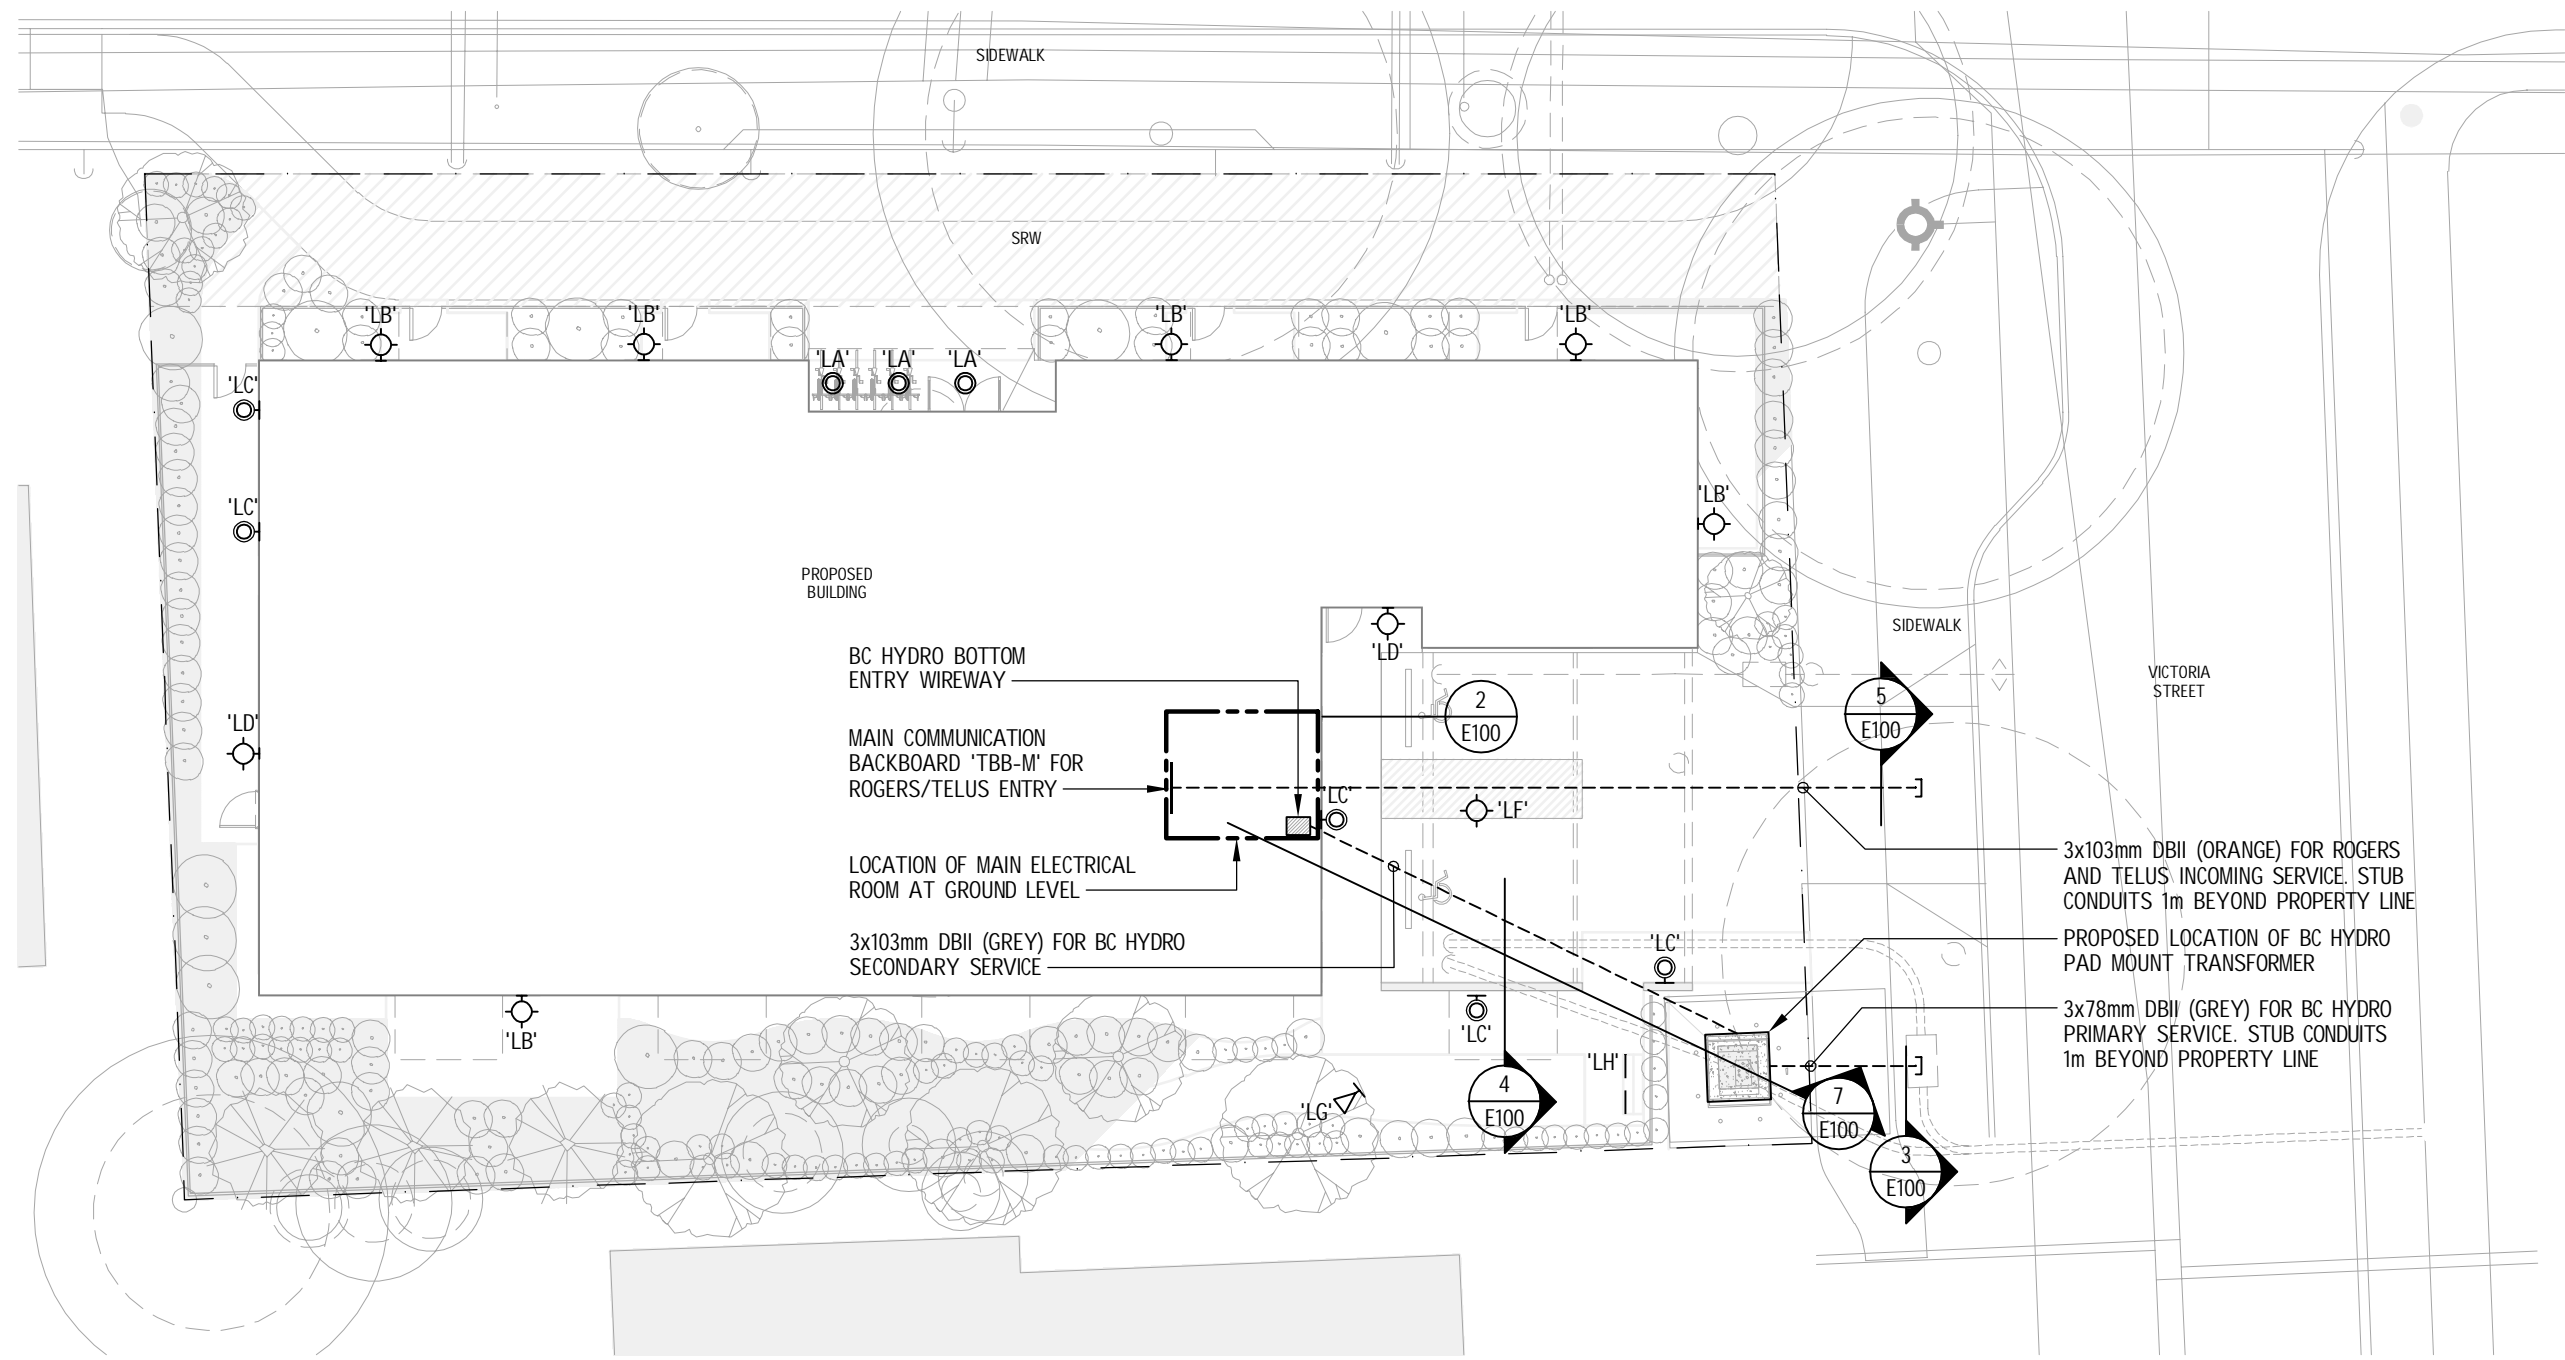 SIDEWALK
SRW
'LB'
'LB'
'LB'
'LB'
'LA'
'LA'
'LA'
'LC'
'LC'
'LB'
PROPOSED
BUILDING
'LD'
SIDEWALK
BC HYDRO BOTTOM
ENTRY WIREWAY
2
E100
5
E100
VICTORIA
STREET
'LD'
MAIN COMMUNICATION
BACKBOARD 'TBB-M' FOR
ROGERS/TELUS ENTRY
'LC'
'LF'
LOCATION OF MAIN ELECTRICAL
ROOM AT GROUND LEVEL
3x103mm DBII (ORANGE) FOR ROGERS
AND TELUS INCOMING SERVICE. STUB
CONDUITS 1m BEYOND PROPERTY LINE
3x103mm DBII (GREY) FOR BC HYDRO
SECONDARY SERVICE
'LC'
PROPOSED LOCATION OF BC HYDRO
PAD MOUNT TRANSFORMER
'LB'
'LC'
3x78mm DBII (GREY) FOR BC HYDRO
PRIMARY SERVICE. STUB CONDUITS
1m BEYOND PROPERTY LINE
'LH'
'LG'
4
E100
7
E100
3
E100